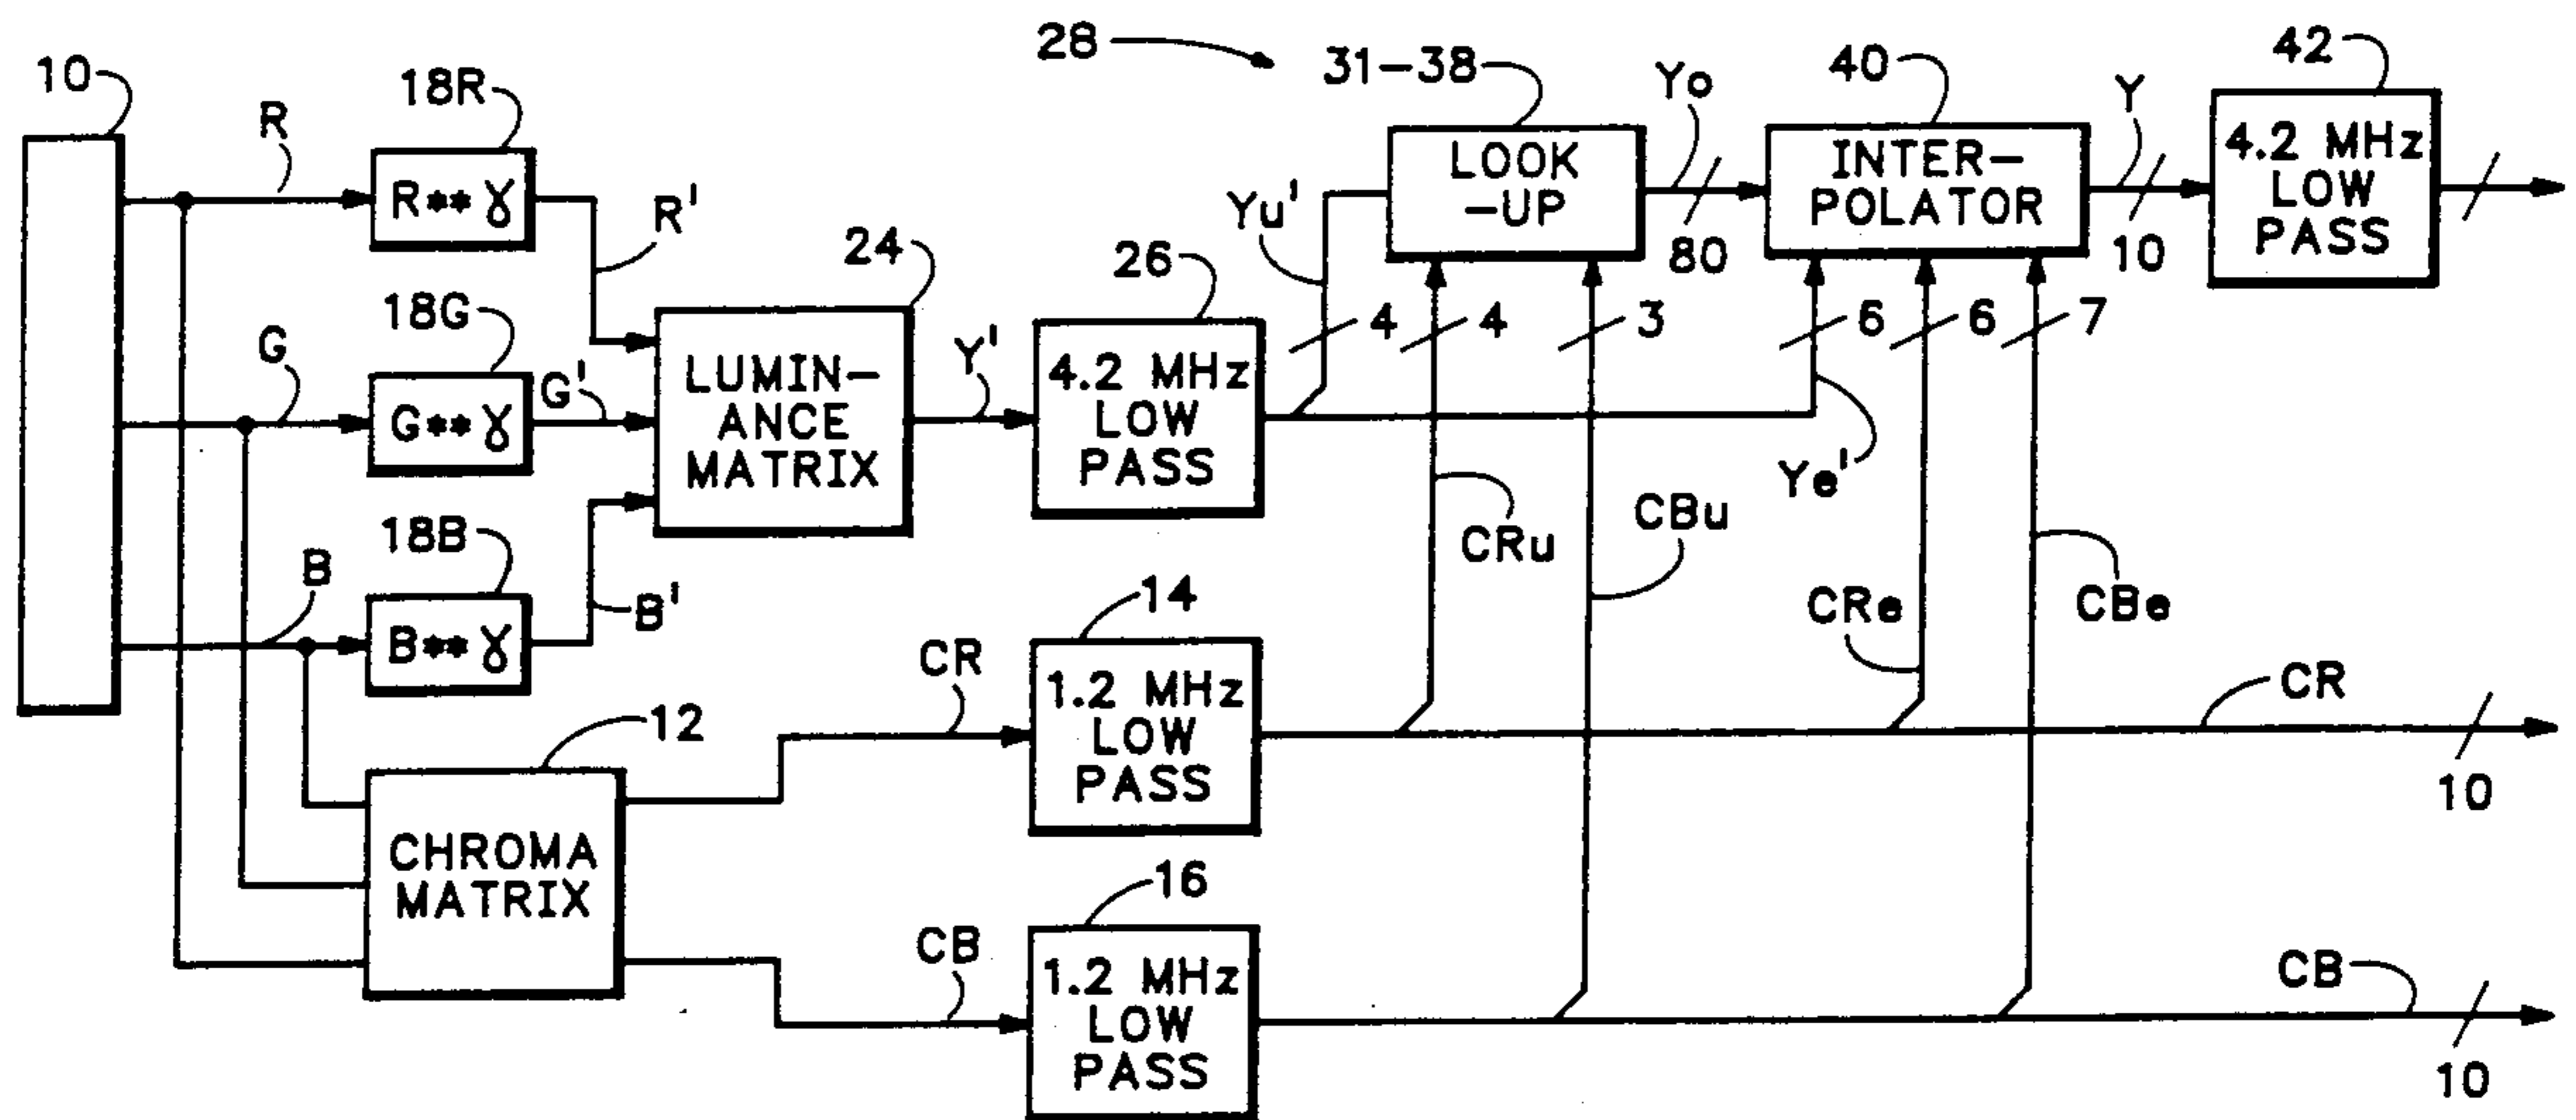 28
10
18R
31-38
40
42
R
R** γ
R'
Yu'
LOOK
-UP
Yo
80
INTER-
POLATOR
Y
10
4.2 MHz
LOW
PASS
18G
G
G** γ
G'
24
LUMIN-
ANCE
MATRIX
Y'
26
4.2 MHz
LOW
PASS
4
4
3
6
6
7
Ye'
18B
B
B** γ
B'
CRu
CBu
CRe
CBe
12
CHROMA
MATRIX
CR
14
1.2 MHz
LOW
PASS
CR
10
CB
16
1.2 MHz
LOW
PASS
CB
10